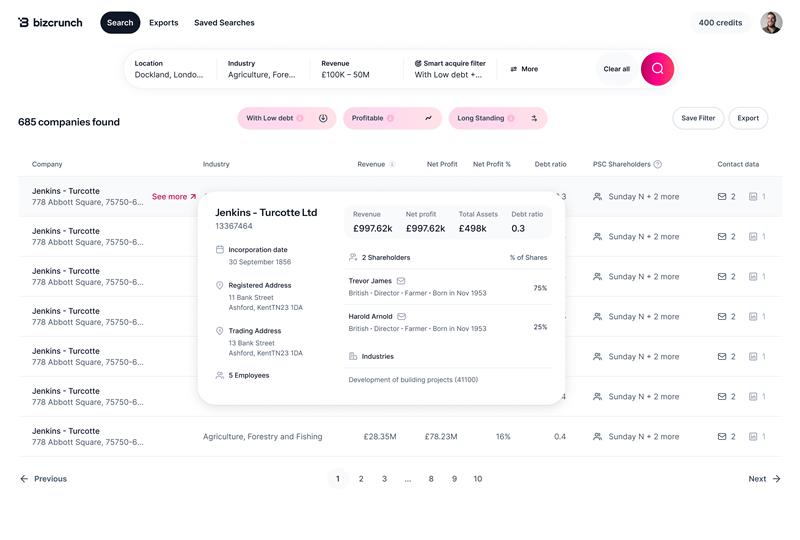 bizcrunch
Search
Exports
Saved Searches
400 credits
Location
Dockland, Londo...
Industry
Agriculture, Fore...
Revenue
£100K – 50M
Smart acquire filter
With Low debt +...
More
Clear all
685 companies found
With Low debt
Profitable
Long Standing
Save Filter
Export
Company
Industry
Revenue
Net Profit
Net Profit %
Debt ratio
PSC Shareholders
Contact data
Jenkins - Turcotte
778 Abbott Square, 75750-6...
See more
Sunday N + 2 more
2
1
Jenkins - Turcotte
778 Abbott Square, 75750-6...
Sunday N + 2 more
2
1
Jenkins - Turcotte
778 Abbott Square, 75750-6...
Sunday N + 2 more
2
1
Jenkins - Turcotte
778 Abbott Square, 75750-6...
Sunday N + 2 more
2
1
Jenkins - Turcotte
778 Abbott Square, 75750-6...
Sunday N + 2 more
2
1
Jenkins - Turcotte
778 Abbott Square, 75750-6...
Sunday N + 2 more
2
1
Jenkins - Turcotte
778 Abbott Square, 75750-6...
Agriculture, Forestry and Fishing
£28.35M
£78.23M
16%
0.4
Sunday N + 2 more
2
1
Jenkins - Turcotte Ltd
13367464
Incorporation date
30 September 1856
Registered Address
11 Bank Street
Ashford, KentTN23 1DA
Trading Address
13 Bank Street
Ashford, KentTN23 1DA
5 Employees
Revenue
£997.62k
Net profit
£997.62k
Total Assets
£498k
Debt ratio
0.3
2 Shareholders
% of Shares
Trevor James
British • Director • Farmer • Born in Nov 1953
75%
Harold Arnold
British • Director • Farmer • Born in Nov 1953
25%
Industries
Development of building projects (41100)
Previous
1
2
3
...
8
9
10
Next